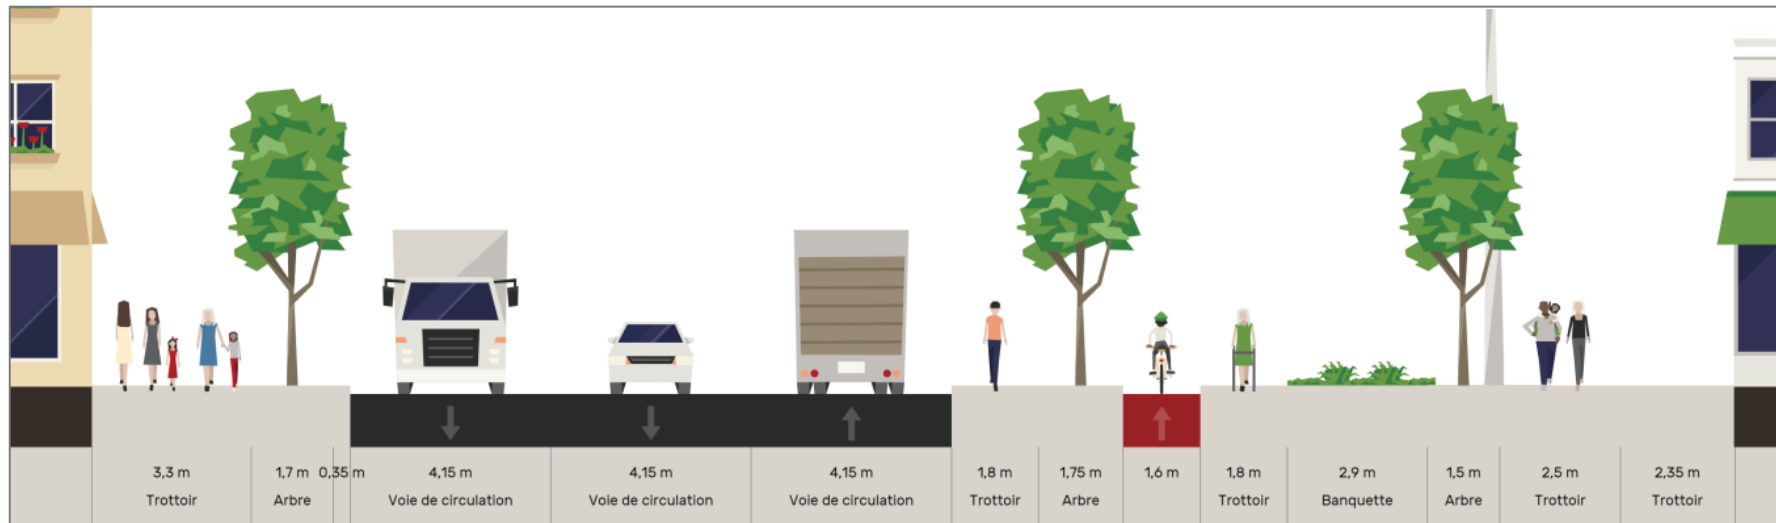 3,3 m
Trottoir
1,7 m
Arbre
0,35 m
4,15 m
Voie de circulation
4,15 m
Voie de circulation
4,15 m
Voie de circulation
1,8 m
Trottoir
1,75 m
Arbre
1,6 m
1,8 m
Trottoir
2,9 m
Banquette
1,5 m
Arbre
2,5 m
Trottoir
2,35 m
Trottoir